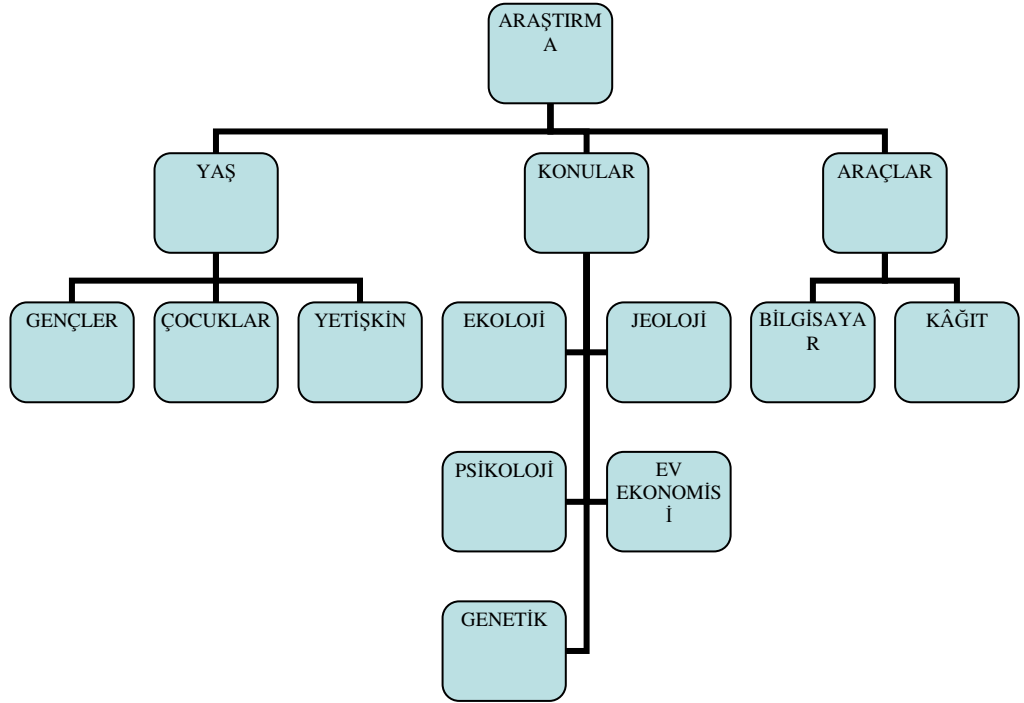 ARAŞTIRM
A
YAŞ
KONULAR
ARAÇLAR
GENÇLER
ÇOCUKLAR
YETİŞKİN
EKOLOJİ
JEOLOJİ
BİLGİSAYA
R
KÂĞIT
PSİKOLOJİ
EV
EKONOMİS
İ
GENETİK